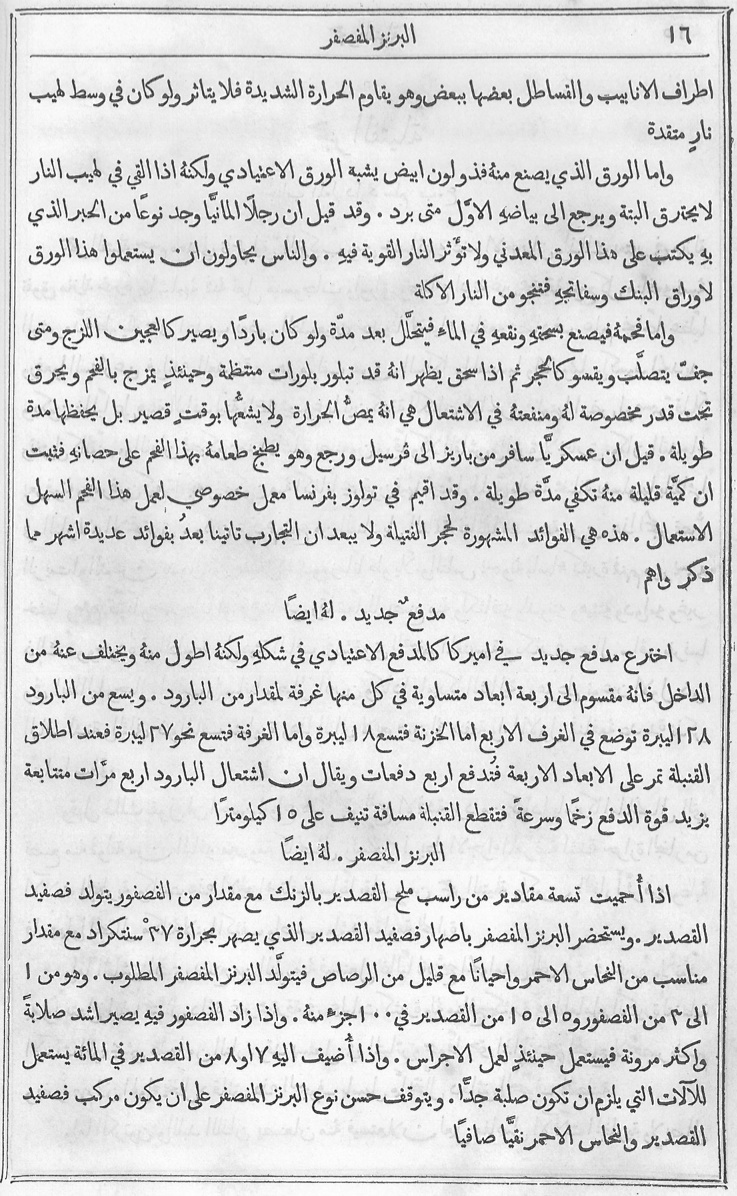 ١٦
البرنز المفصفر
اطراف الانابيب والقساطل بعضها ببعض وهو يقاوم الحرارة الشديدة فلا يتاثر ولو كان في وسط لهيب
نارٍ متقدة
واما الورق الذي يصنع منهُ فذو لون ابيض يشبه الورق الاعنيادي ولكنهُ اذا القي في لهيب النار
لا يحترق البتة ويرجع الى بياضهِ الاوَّل متى برد . وقد قيل ان رجلًا المانيًّا وجد نوعًا من الحبر الذي
بهِ يكتب على هذا الورق المعدني ولا تؤَثر النار القوية فيهِ . والناس يحاولون ان يستعملوا هذا الورق
لاوراق البنك وسفاتجهِ فتنجو من النار الاكلة
واما فحمهُ فيصنع بسحقهِ ونقعهِ في الماءِ فيتحلَّل بعد مدَّة ولو كان باردًا ويصير كالعجين اللزج ومتى
جف يتصلَّب ويقسو كالحجر ثم اذا سحق يظهر انهُ قد تبلور بلورات منتظمة وحينئذٍ يمزج بالفحم ويحرق
تحت قدر مخصوصة لهُ ومنفعتهُ في الاشتعال هي انهُ يمصُّ الحرارة ولا يشعُّها بوقتٍ قصير بل يحفظها مدة
طويلة . قيل ان عسكريًّا سافر من باريز الى ڤرسيل ورجع وهو يطبخ طعامهُ بهذا الفحم على حصانهِ فثبت
ان كميَّة قليلة منهُ تكفي مدَّة طويلة . وقد اقيم في تولوز بفرنسا معمل خصوصي لعمل هذا الفحم السهل
الاستعمال . هذه هي الفوائد المشهورة لحجر الفتيلة ولا يبعد ان التجارب تاتينا بعدُ بفوائد عديدة اشهر مما
ذكر واهم
مدفعٌ جديد . لهُ ايضًا
اخترع مدفع جديد في اميركا كالمدفع الاعتيادي في شكلهِ ولكنهُ اطول منهُ ويختلف عنهُ من
الداخل فانهُ مقسوم الى اربعة ابعاد متساوية في كل منها غرفة لمقدار من البارود . ويسع من البارود
١٢٨ ليبرة توضع في الغرف الاربع اما الخزنة فتسع ١٨ ليبرة واما الغرفة فتسع نحو ٢٧ ليبرة فعند اطلاق
القنبلة تمر على الابعاد الاربعة فتُدفع اربع دفعات ويقال ان اشتعال البارود اربع مرَّات متتابعة
يزيد قوة الدفع زخمًا وسرعةً فتقطع القنبلة مسافة تنيف على ١٥ كيلومترًا
البرنز المفصفر . لهُ ايضًا
اذا أُحميت تسعة مقادير من راسب ملح القصدير بالزنك مع مقدار من الفصفور يتولد فصفيد
القصدير . ويستحضر البرنز المفصفر باصهار فصفيد القصدير الذي يصهر بحرارة ٣٧٠° سنتكراد مع مقدار
مناسب من النحاس الاحمر واحيانًا مع قليل من الرصاص فيتولَّد البرنز المفصفر المطلوب . وهو من ١
الى ٣ من الفصفور و٥ الى ١٥ من القصدير في ١٠٠ جزءٍ منهُ . واذا زاد الفصفور فيهِ يصير اشد صلابةً
واكثر مرونة فيستعمل حينئذٍ لعمل الاجراس . واذا أُضيف اليهِ ٧ او ٨ من القصدير في المائة يستعمل
للآلات التي يلزم ان تكون صلبة جدًّا . ويتوقف حسن نوع البرنز المفصفر على ان يكون مركب فصفيد
القصدير والنحاس الاحمر نقيًّا صافيًا